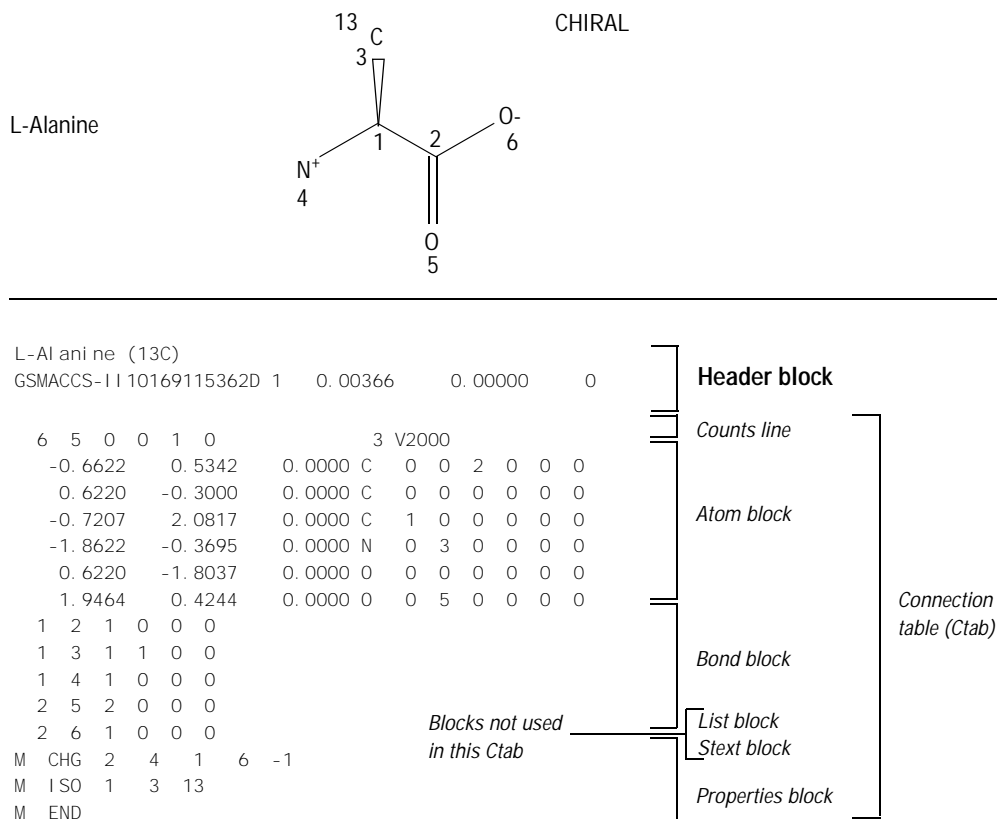 13 C CHIRAL
3
L-Alanine
O-
1 2 6
N+
4
O
5
L-Alanine (13C)
GSMACCS-II10169115362D 1 0.00366 0.00000 0 Header block
Counts line
6 5 0 0 1 0 3 V2000
-0.6622 0.5342 0.0000 C 0 0 2 0 0 0
0.6220 -0.3000 0.0000 C 0 0 0 0 0 0
-0.7207 2.0817 0.0000 C 1 0 0 0 0 0
Atom block
-1.8622 -0.3695 0.0000 N 0 3 0 0 0 0
0.6220 -1.8037 0.0000 O 0 0 0 0 0 0
1.9464 0.4244 0.0000 O 0 5 0 0 0 0
Connection
table (Ctab)
1 2 1 0 0 0
1 3 1 1 0 0
Bond block
1 4 1 0 0 0
2 5 2 0 0 0
2 6 1 0 0 0
Blocks not used
in this Ctab
List block
Stext block
M CHG 2 4 1 6 -1
M ISO 1 3 13
Properties block
M END